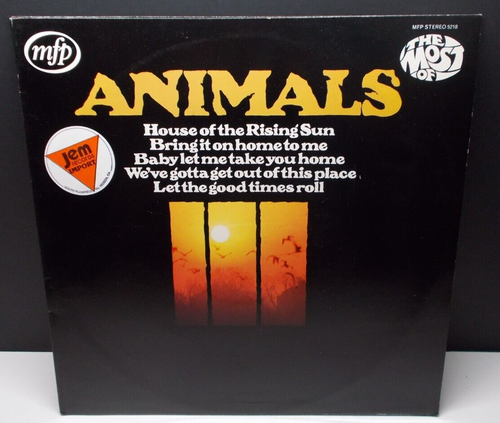 mfp
MFP STEREO 5218
THE
MOST
OF
ANIMALS
House of the Rising Sun
Bring it on home to me
Baby let me take you home
We've gotta get out of this place
Let the good times roll
Jem
RECORDS
IMPORT